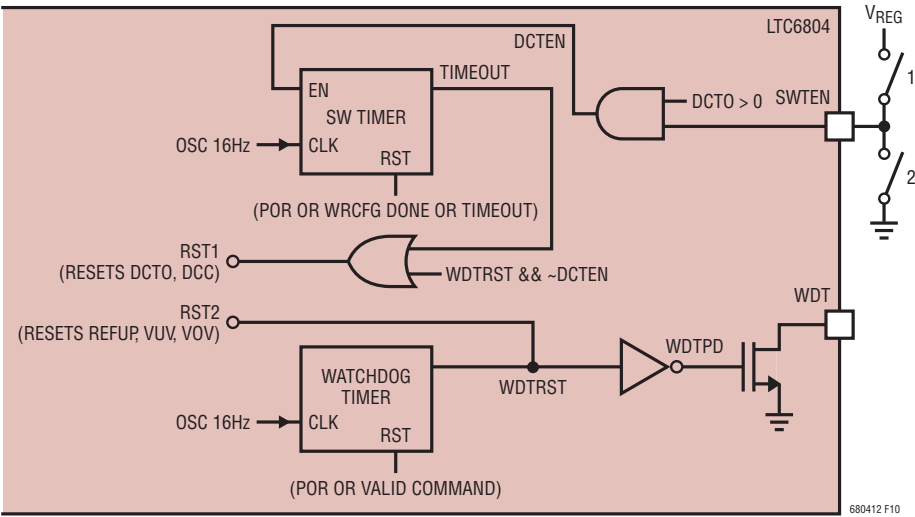 VREG
LTC6804
DCTEN
1
TIMEOUT
EN
DCTO > 0
SWTEN
SW TIMER
OSC 16Hz
CLK
RST
2
(POR OR WRCFG DONE OR TIMEOUT)
RST1
(RESETS DCTO, DCC)
WDTRST && ~DCTEN
RST2
(RESETS REFUP, VUV, VOV)
WDT
WDTPD
WATCHDOG
TIMER
WDTRST
OSC 16Hz
CLK
RST
(POR OR VALID COMMAND)
680412 F10